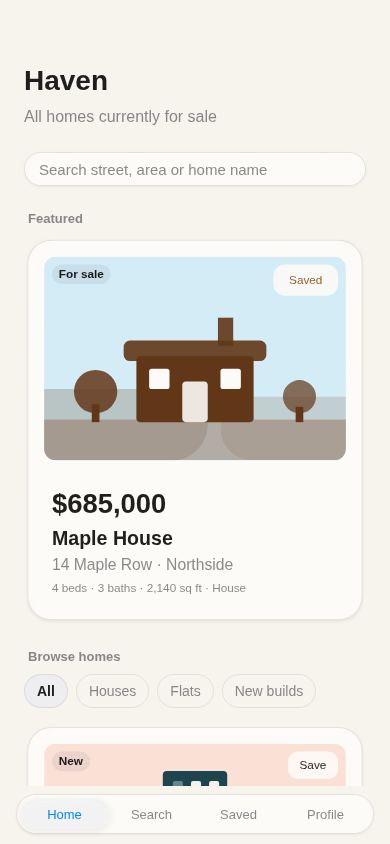 Haven
All homes currently for sale
Search street, area or home name
Featured
For sale
Saved
$685,000
Maple House
14 Maple Row · Northside
4 beds · 3 baths · 2,140 sq ft · House
Browse homes
All
Houses
Flats
New builds
New
Save
Home
Search
Saved
Profile